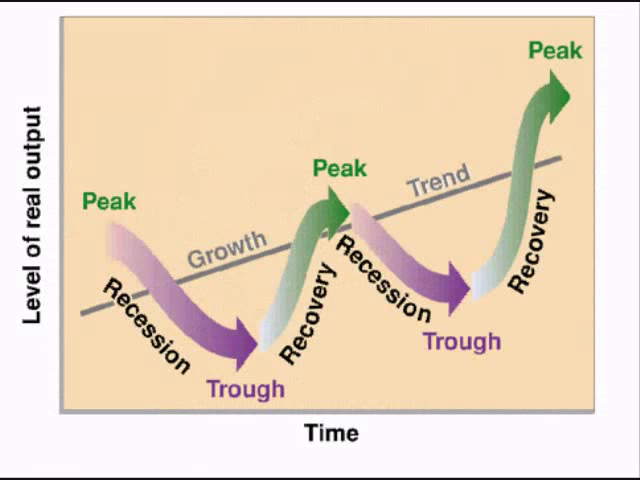 Peak
Peak
Trend
Peak
Growth
Recession
Recovery
Recession
Recovery
Trough
Trough
Level of real output
Time